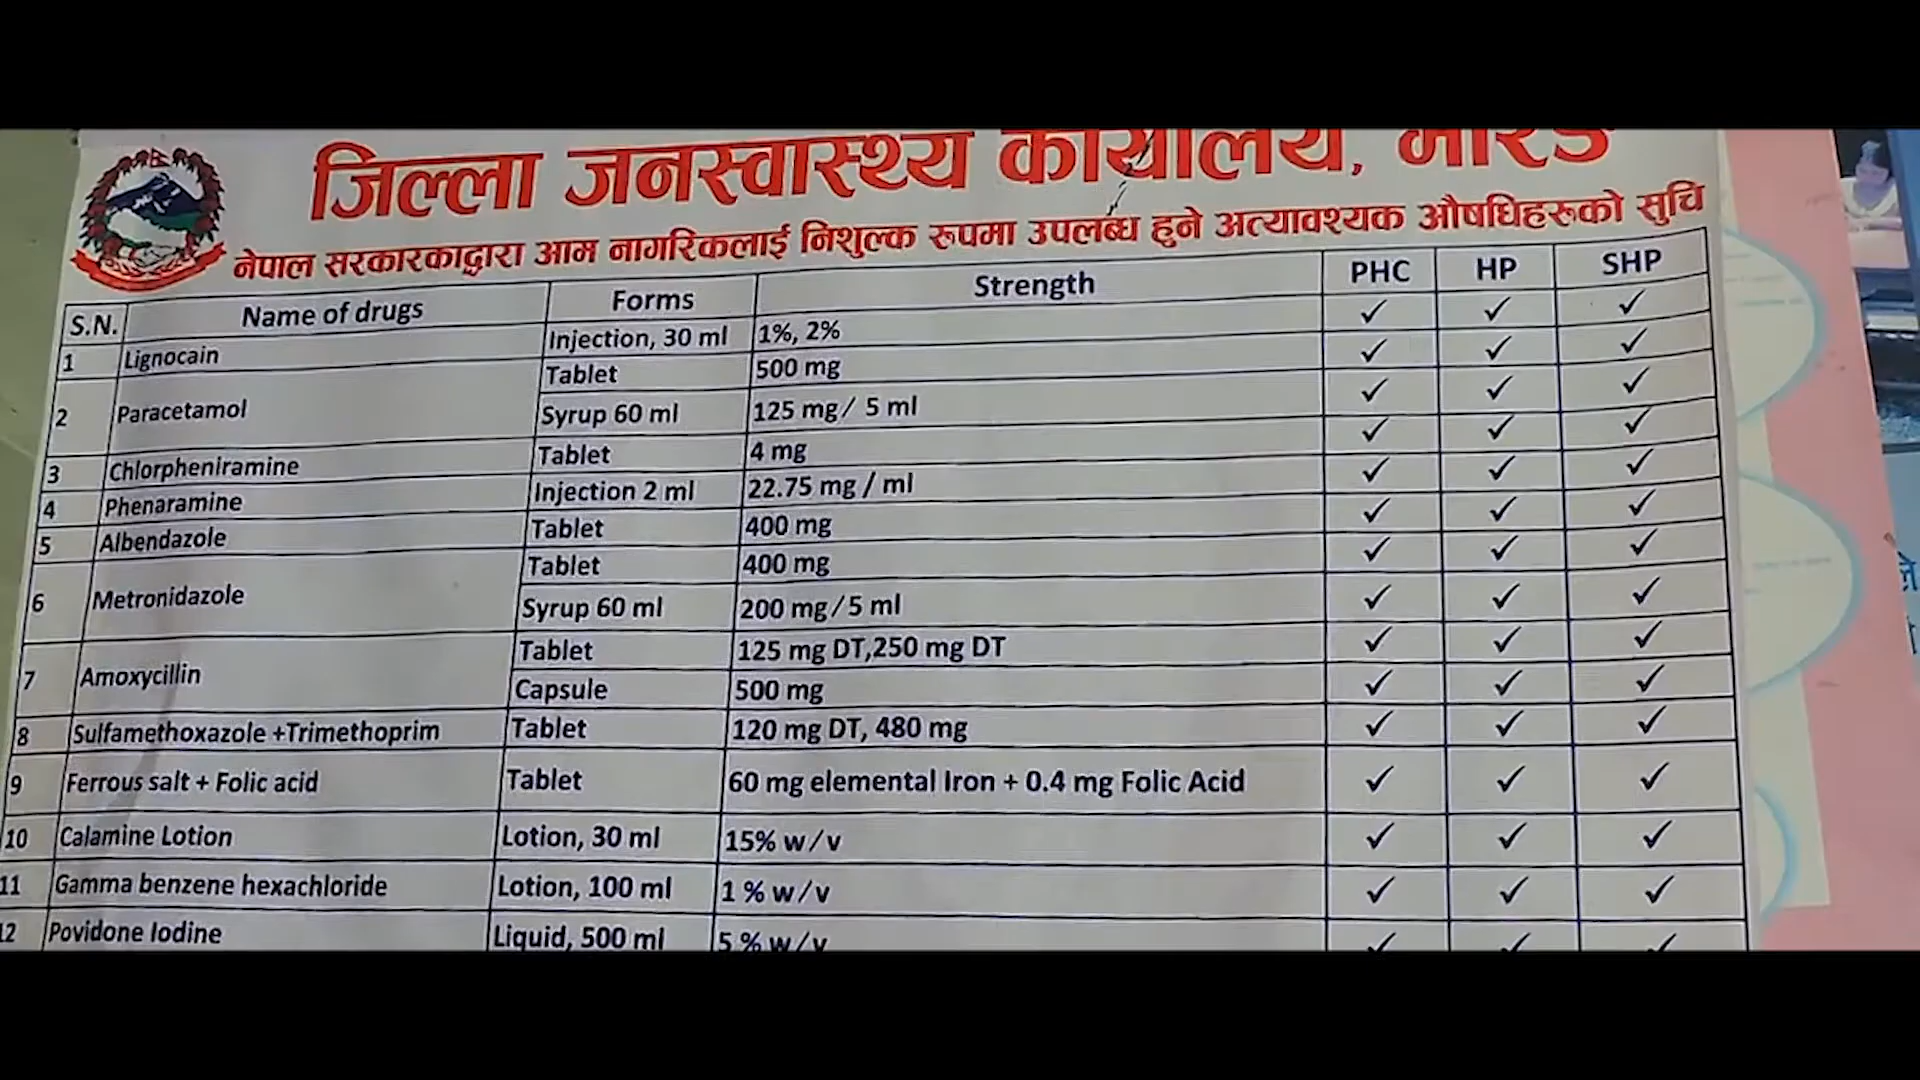 जिल्ला जनस्वास्थ्य कार्यालय, मोरङ
नेपाल सरकारकाद्वारा आम नागरिकलाई निशुल्क रुपमा उपलब्ध हुने अत्यावश्यक औषधिहरुको सुचि
S.N. Name of drugs Forms Strength PHC HP SHP
1 Lignocain Injection, 30 ml 1%, 2% ✓ ✓ ✓
2 Paracetamol Tablet 500 mg ✓ ✓ ✓
Syrup 60 ml 125 mg/ 5 ml ✓ ✓ ✓
3 Chlorpheniramine Tablet 4 mg ✓ ✓ ✓
4 Phenaramine Injection 2 ml 22.75 mg / ml ✓ ✓ ✓
5 Albendazole Tablet 400 mg ✓ ✓ ✓
6 Metronidazole Tablet 400 mg ✓ ✓ ✓
Syrup 60 ml 200 mg/5 ml ✓ ✓ ✓
7 Amoxycillin Tablet 125 mg DT,250 mg DT ✓ ✓ ✓
Capsule 500 mg ✓ ✓ ✓
8 Sulfamethoxazole +Trimethoprim Tablet 120 mg DT, 480 mg ✓ ✓ ✓
9 Ferrous salt + Folic acid Tablet 60 mg elemental Iron + 0.4 mg Folic Acid ✓ ✓ ✓
10 Calamine Lotion Lotion, 30 ml 15% w/v ✓ ✓ ✓
11 Gamma benzene hexachloride Lotion, 100 ml 1 % w/v ✓ ✓ ✓
12 Povidone Iodine Liquid, 500 ml 5 % w/v ✓ ✓ ✓